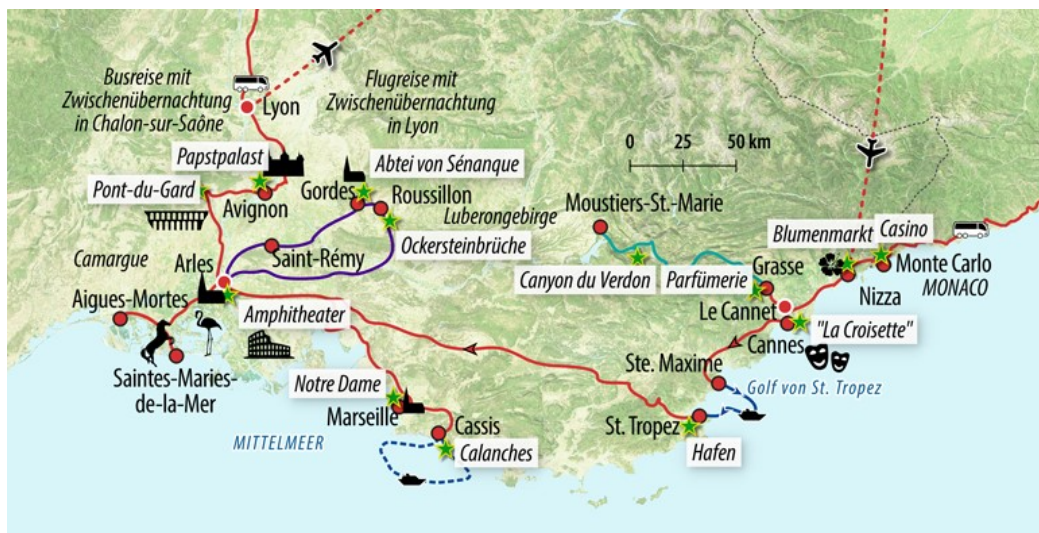 Busreise mit
Zwischenübernachtung
in Chalon-sur-Saône
Flugreise mit
Zwischenübernachtung
in Lyon
Lyon
0 25 50 km
Papstpalast
Abtei von Sénanque
Pont-du-Gard
Avignon
Gordes
Roussillon
Luberongebirge
Moustiers-St.-Marie
Ockersteinbrüche
Saint-Rémy
Camargue
Arles
Canyon du Verdon
Parfümerie
Grasse
Blumenmarkt
Casino
Monte Carlo
MONACO
Nizza
Aigues-Mortes
Amphitheater
Le Cannet
"La Croisette"
Cannes
Saintes-Maries-
de-la-Mer
Notre Dame
Marseille
Cassis
Calanches
MITTELMEER
Ste. Maxime
Golf von St. Tropez
St. Tropez
Hafen